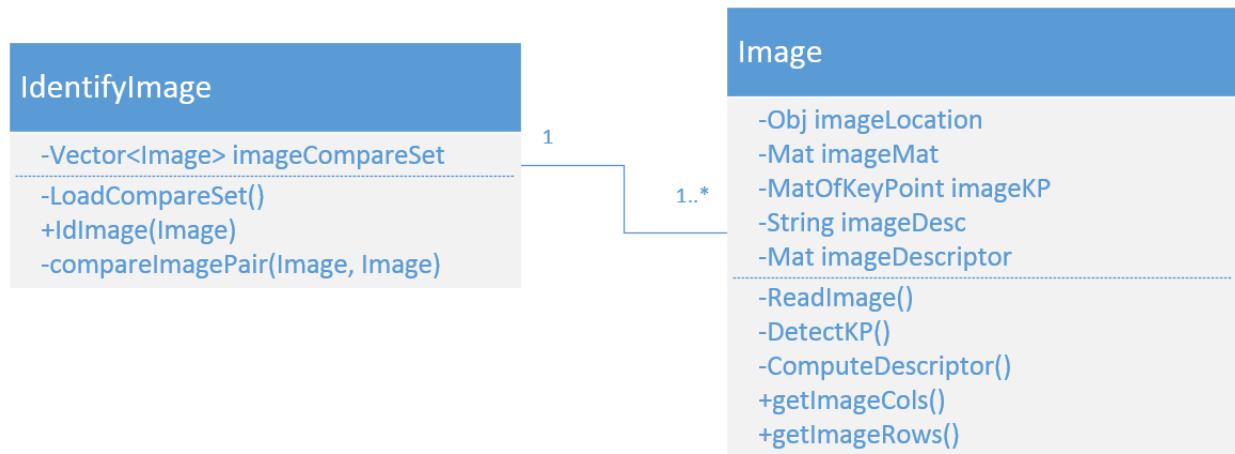 IdentifyImage
-Vector<Image> imageCompareSet
-LoadCompareSet()
+IdImage(Image)
-compareImagePair(Image, Image)
1
1..*
Image
-Obj imageLocation
-Mat imageMat
-MatOfKeyPoint imageKP
-String imageDesc
-Mat imageDescriptor
-ReadImage()
-DetectKP()
-ComputeDescriptor()
+getImageCols()
+getImageRows()